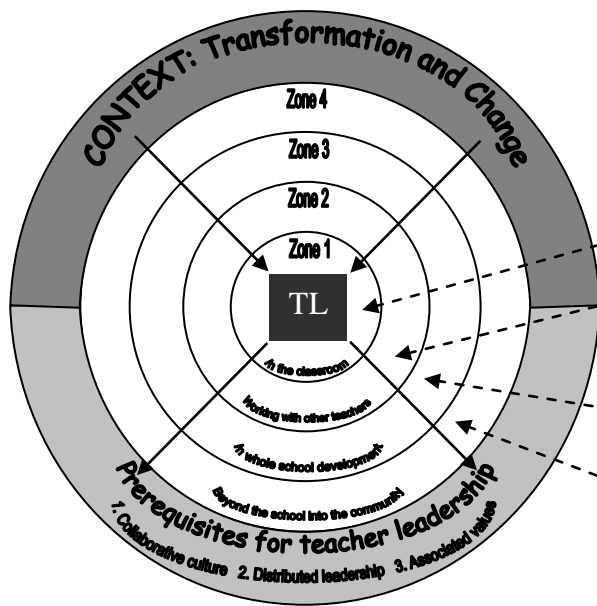 CONTEXT: Transformation and Change
Zone 4
Zone 3
Zone 2
Zone 1
TL
In the classroom
Working with other teachers
In whole school development
Beyond the school into the community
Prerequisites for teacher leadership
1. Collaborative culture 2. Distributed leadership 3. Associated values